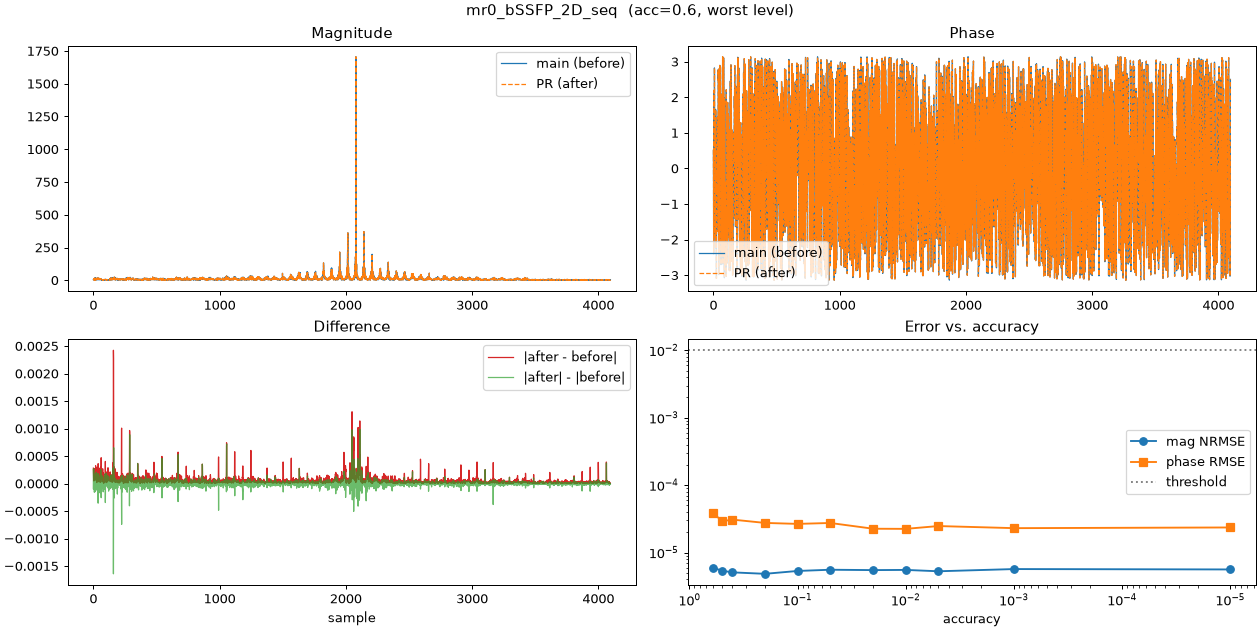 mr0_bSSFP_2D_seq  (acc=0.6, worst level)
Magnitude
1750
1500
1250
1000
750
500
250
0
0 1000 2000 3000 4000
main (before)
PR (after)
Phase
3
2
1
0
−1
−2
−3
0 1000 2000 3000 4000
main (before)
PR (after)
Difference
0.0025
0.0020
0.0015
0.0010
0.0005
0.0000
−0.0005
−0.0010
−0.0015
0 1000 2000 3000 4000
sample
|after - before|
|after| - |before|
Error vs. accuracy
10⁻²
10⁻³
10⁻⁴
10⁻⁵
10⁰ 10⁻¹ 10⁻² 10⁻³ 10⁻⁴ 10⁻⁵
accuracy
mag NRMSE
phase RMSE
threshold